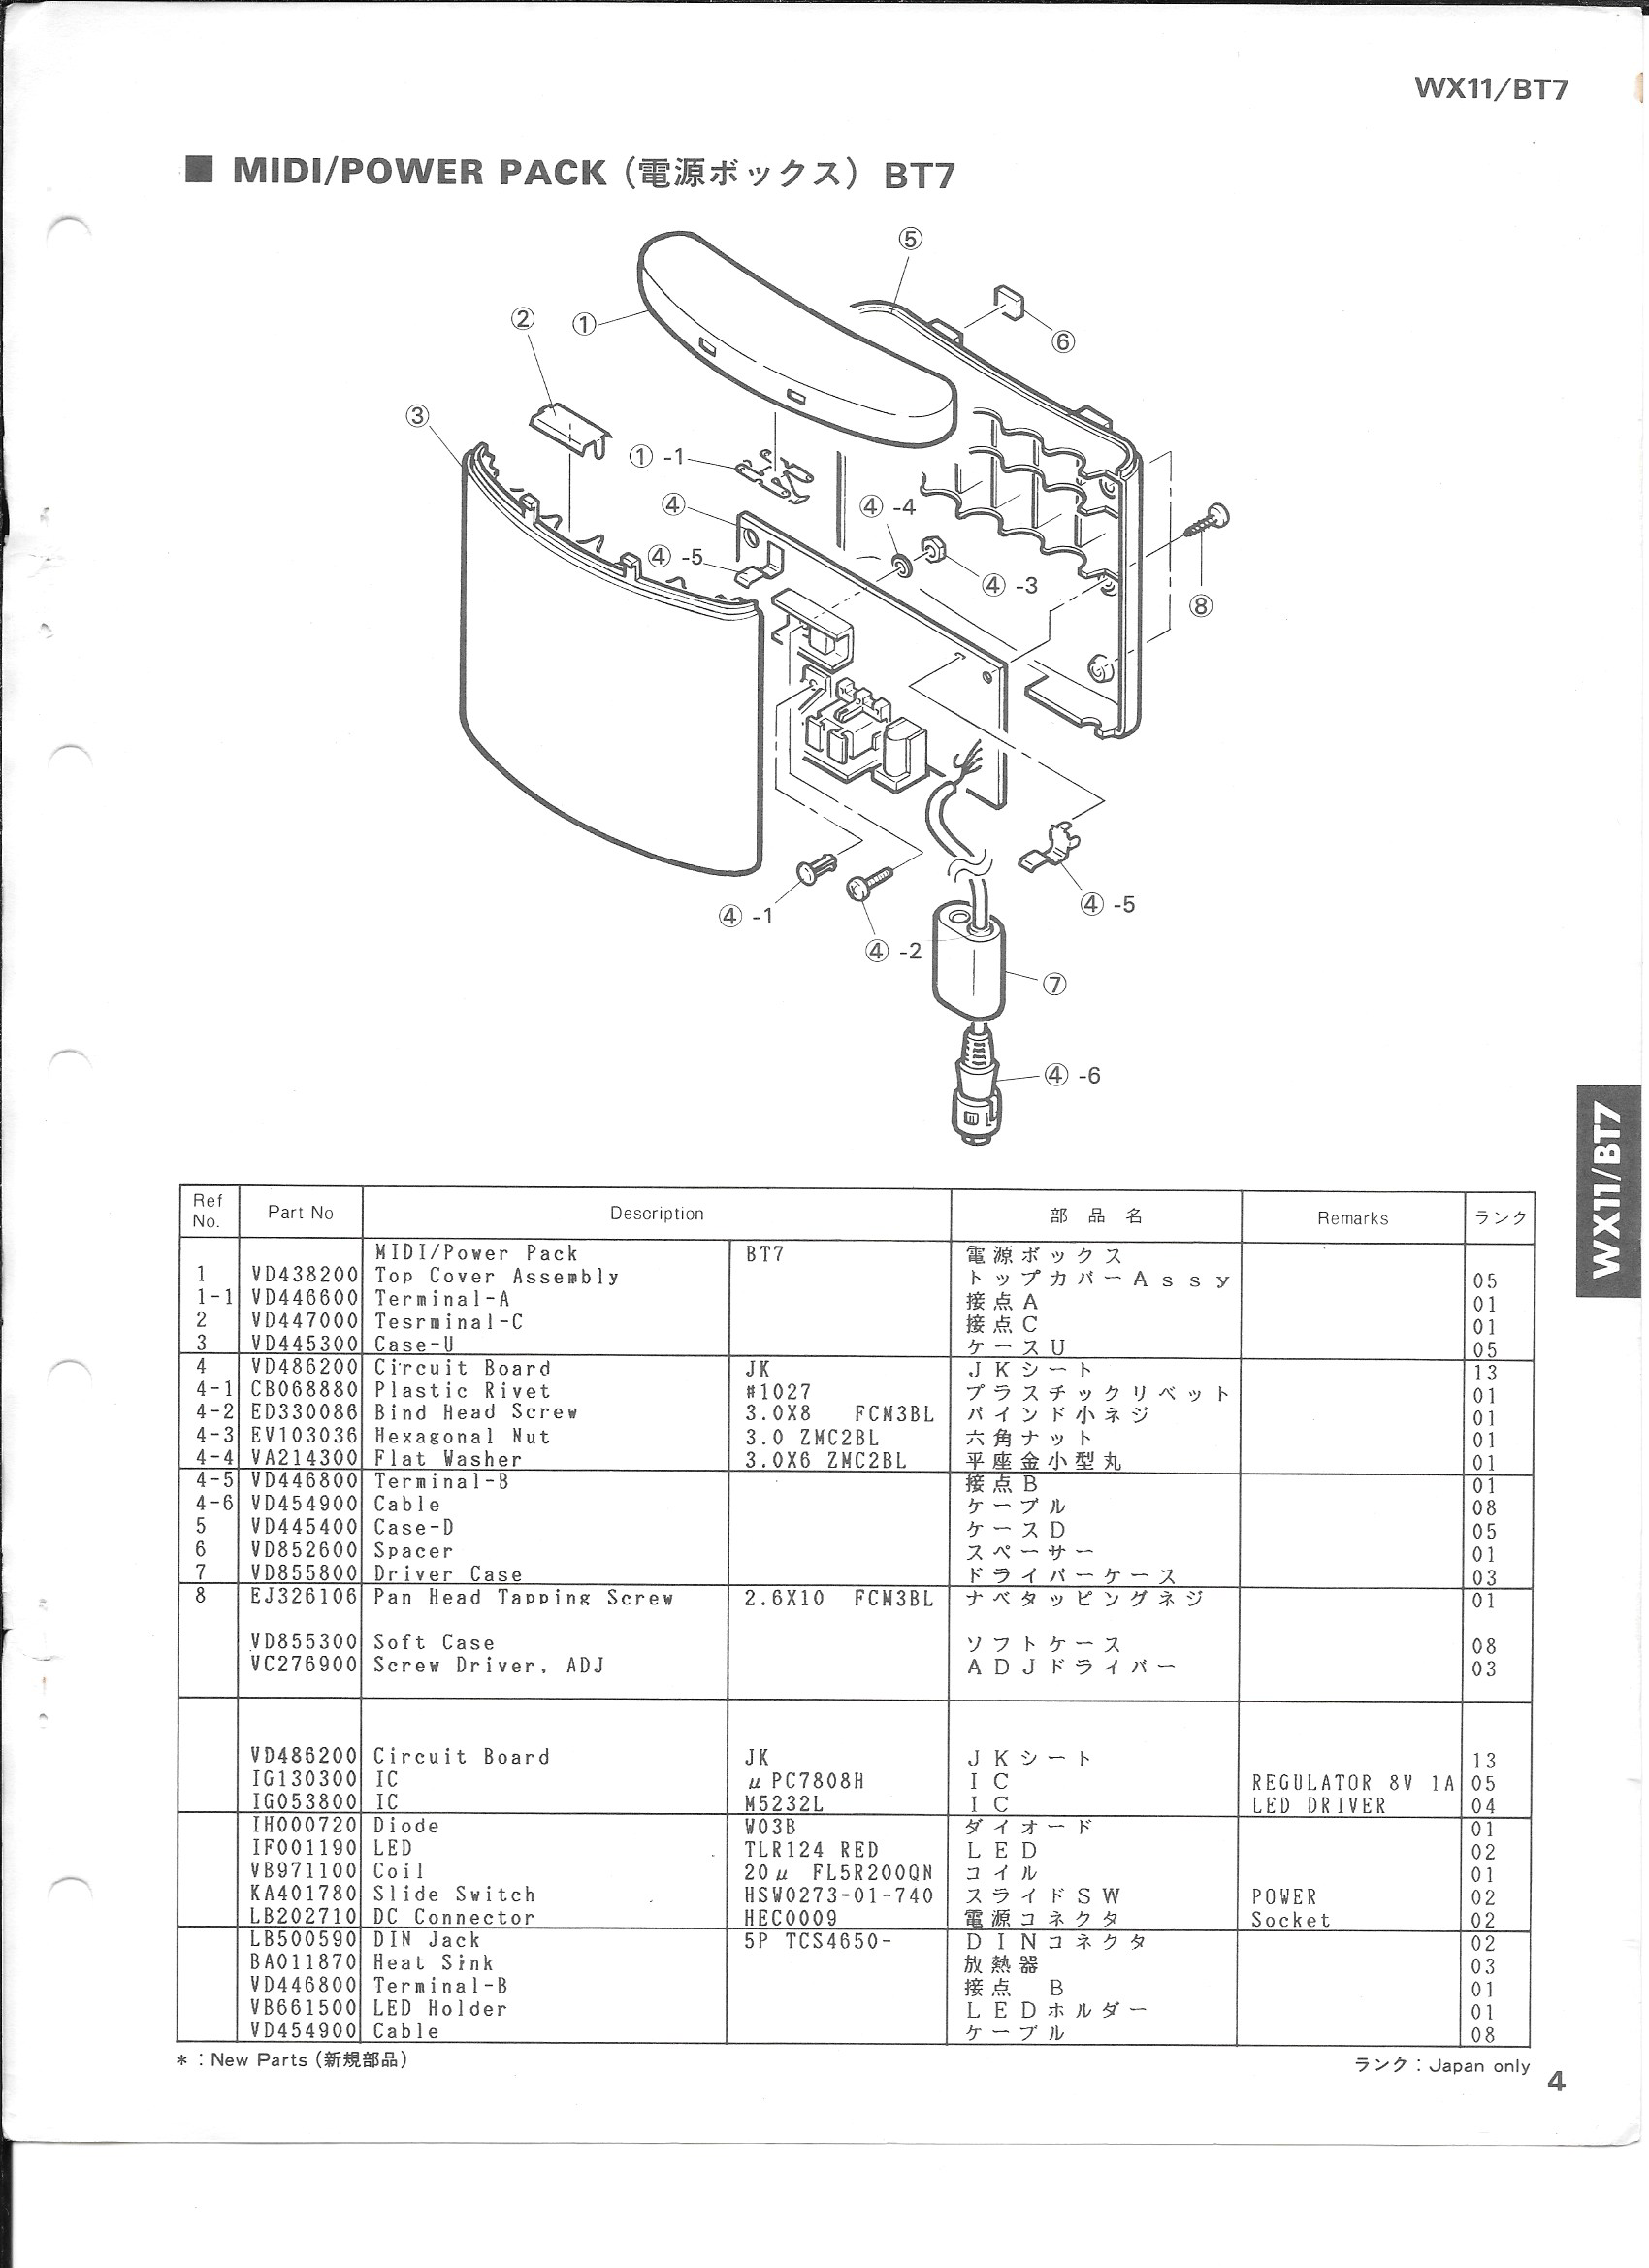 WX11/BT7
■ MIDI/POWER PACK (電源ボックス) BT7
⑤
②
①
⑥
③
①-1
④
④-4
④-5
④-3
⑧
④-5
④-1
④-2
⑦
④-6
WX11/BT7
Ref No. Part No Description 部品名 Remarks ランク
MIDI/Power Pack BT7 電源ボックス
1 VD438200 Top Cover Assembly トップカバーAssy 05
1-1 VD446600 Terminal-A 接点A 01
2 VD447000 Tesrminal-C 接点C 01
3 VD445300 Case-U ケースU 05
4 VD486200 Circuit Board JK JKシート 13
4-1 CB068880 Plastic Rivet #1027 プラスチックリベット 01
4-2 ED330086 Bind Head Screw 3.0X8 FCM3BL バインド小ネジ 01
4-3 EV103036 Hexagonal Nut 3.0 ZMC2BL 六角ナット 01
4-4 VA214300 Flat Washer 3.0X6 ZMC2BL 平座金小型丸 01
4-5 VD446800 Terminal-B 接点B 01
4-6 VD454900 Cable ケーブル 08
5 VD445400 Case-D ケースD 05
6 VD852600 Spacer スペーサー 01
7 VD855800 Driver Case ドライバーケース 03
8 EJ326106 Pan Head Tapping Screw 2.6X10 FCM3BL ナベタッピングネジ 01
VD855300 Soft Case ソフトケース 08
VC276900 Screw Driver, ADJ ADJドライバー 03
VD486200 Circuit Board JK JKシート 13
IG130300 IC μPC7808H IC REGULATOR 8V 1A 05
IG053800 IC M5232L IC LED DRIVER 04
IH000720 Diode W03B ダイオード 01
IF001190 LED TLR124 RED LED 02
VB971100 Coil 20μ FL5R200QN コイル 01
KA401780 Slide Switch HSW0273-01-740 スライドSW POWER 02
LB202710 DC Connector HEC0009 電源コネクタ Socket 02
LB500590 DIN Jack 5P TCS4650- DINコネクタ 02
BA011870 Heat Sink 放熱器 03
VD446800 Terminal-B 接点 B 01
VB661500 LED Holder LEDホルダー 01
VD454900 Cable ケーブル 08
* : New Parts (新規部品) ランク : Japan only
4